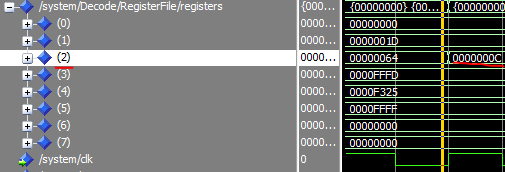 /system/Decode/RegisterFile/registers {000... {00000000} {00... {00000000
(0) 0000... 00000000
(1) 0000... 0000001D
(2) 0000... 00000064 0000000C
(3) 0000... 0000FFFD
(4) 0000... 0000F325
(5) 0000... 0000FFFF
(6) 0000... 00000000
(7) 0000... 00000000
/system/clk 0